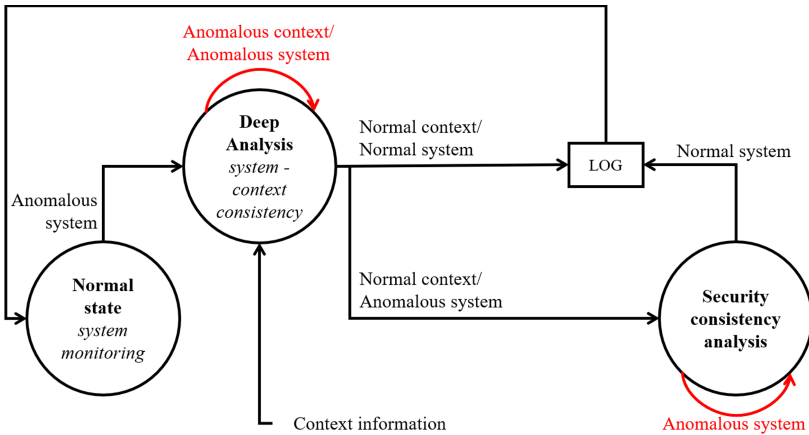 Anomalous context/
Anomalous system
Deep
Analysis
system -
context
consistency
Normal context/
Normal system
LOG
Normal system
Anomalous
system
Normal
state
system
monitoring
Normal context/
Anomalous system
Security
consistency
analysis
Context information
Anomalous system